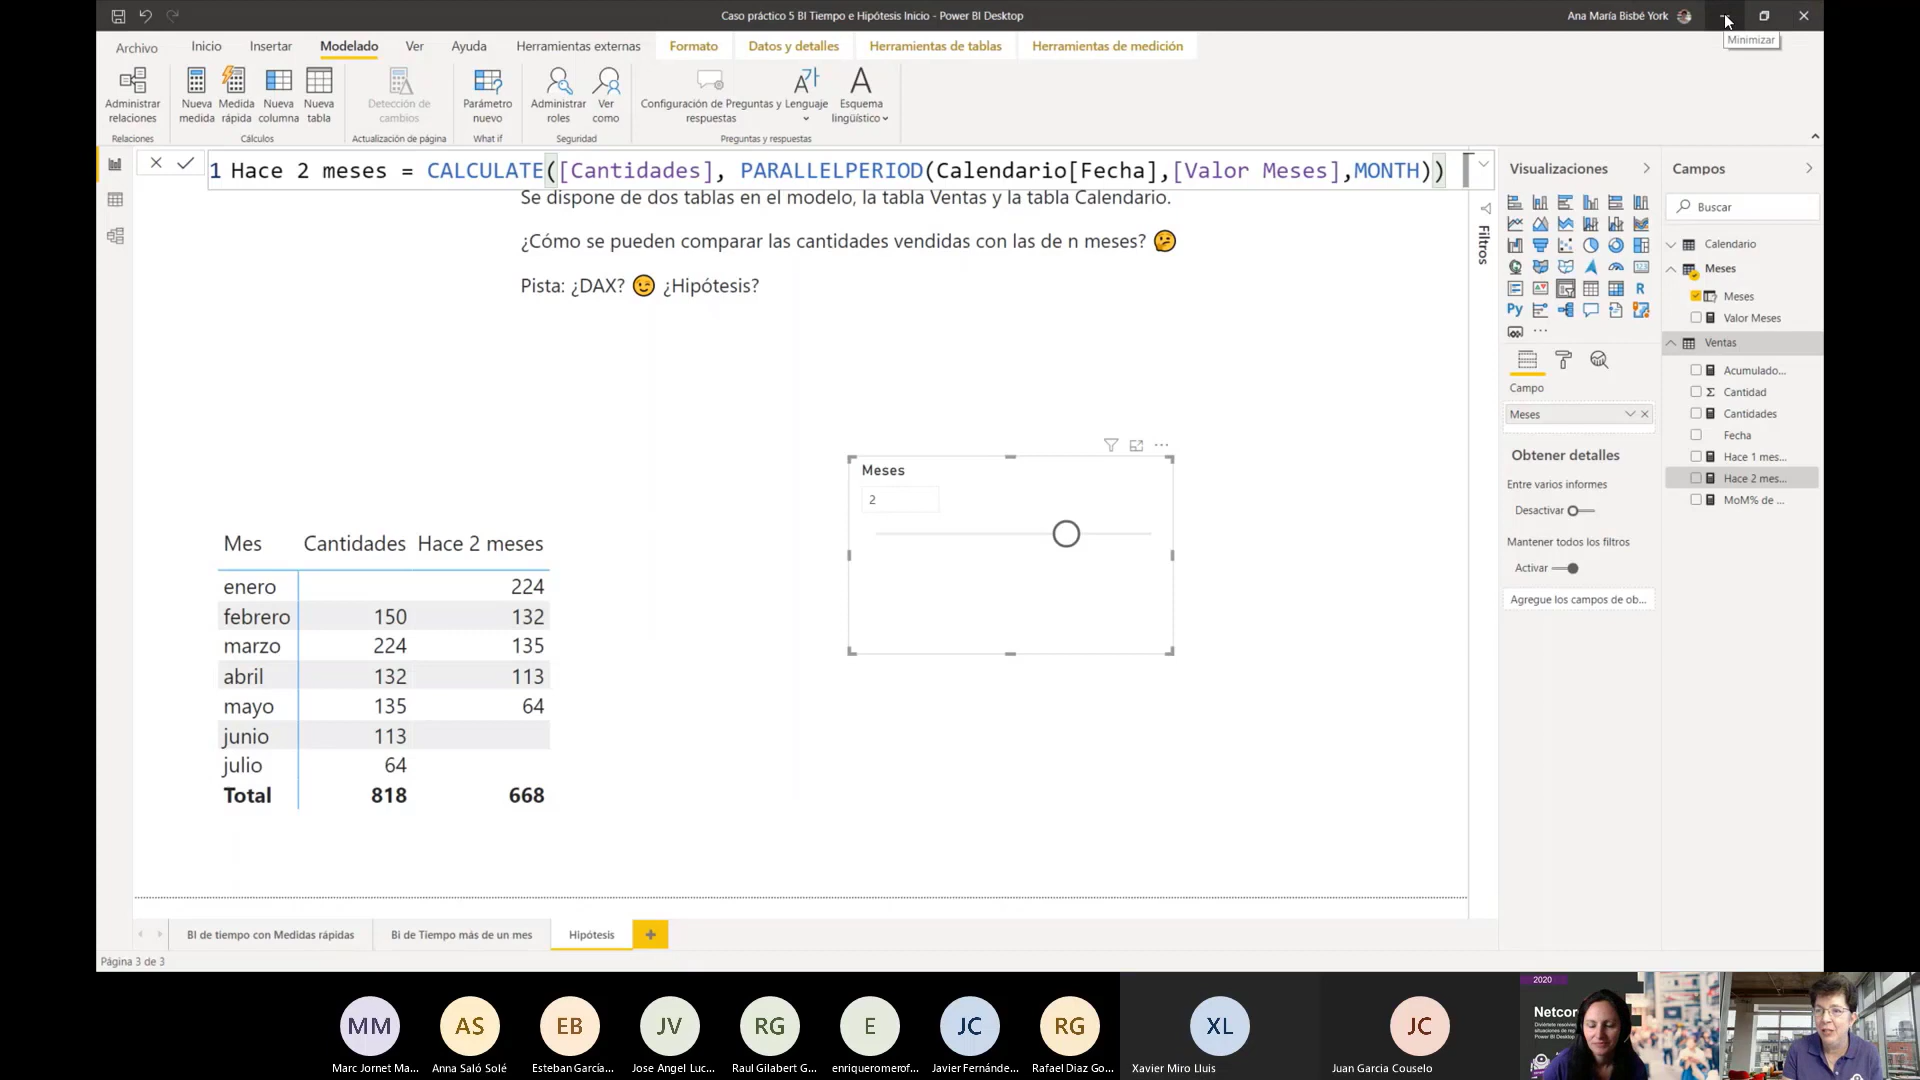 Caso práctico 5 BI Tiempo e Hipótesis Inicio - Power BI Desktop
Ana María Bisbé York
Minimizar
Archivo
Inicio
Insertar
Modelado
Ver
Ayuda
Herramientas externas
Formato
Datos y detalles
Herramientas de tablas
Herramientas de medición
Administrar relaciones
Nueva medida
Medida rápida
Nueva columna
Nueva tabla
Detección de cambios
Parámetro nuevo
Administrar roles
Ver como
Configuración de Preguntas y respuestas
Lenguaje
Esquema lingüístico
Relaciones
Cálculos
Actualización de página
What if
Seguridad
Preguntas y respuestas
1 Hace 2 meses = CALCULATE([Cantidades], PARALLELPERIOD(Calendario[Fecha],[Valor Meses],MONTH))
Se dispone de dos tablas en el modelo, la tabla Ventas y la tabla Calendario.
¿Cómo se pueden comparar las cantidades vendidas con las de n meses? 😕
Pista: ¿DAX? 😉 ¿Hipótesis?
Meses
2
Mes Cantidades Hace 2 meses
enero 224
febrero 150 132
marzo 224 135
abril 132 113
mayo 135 64
junio 113
julio 64
Total 818 668
Filtros
Visualizaciones
R
Py
Campo
Meses
Obtener detalles
Entre varios informes
Desactivar
Mantener todos los filtros
Activar
Agregue los campos de ob...
Campos
Buscar
Calendario
Meses
Meses
Valor Meses
Ventas
Acumulado...
Cantidad
Cantidades
Fecha
Hace 1 mes...
Hace 2 mes...
MoM% de ...
BI de tiempo con Medidas rápidas
Bi de Tiempo más de un mes
Hipótesis
Página 3 de 3
MM
AS
EB
JV
RG
E
JC
RG
XL
JC
Marc Jornet Ma...
Anna Saló Solé
Esteban García...
Jose Angel Luc...
Raul Gilabert G...
enriqueromerof...
Javier Fernánde...
Rafael Diaz Go...
Xavier Miro Lluis
Juan Garcia Couselo
2020
Netcor